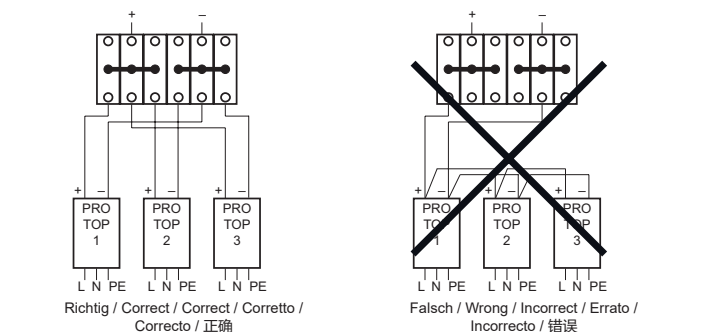 + –
+ –
+ – + – + –
PRO TOP 1
PRO TOP 2
PRO TOP 3
L N PE L N PE L N PE
Richtig / Correct / Correct / Corretto /
Correcto / 正确
+ – + – + –
PRO TOP 1
PRO TOP 2
PRO TOP 3
L N PE L N PE L N PE
Falsch / Wrong / Incorrect / Errato /
Incorrecto / 错误